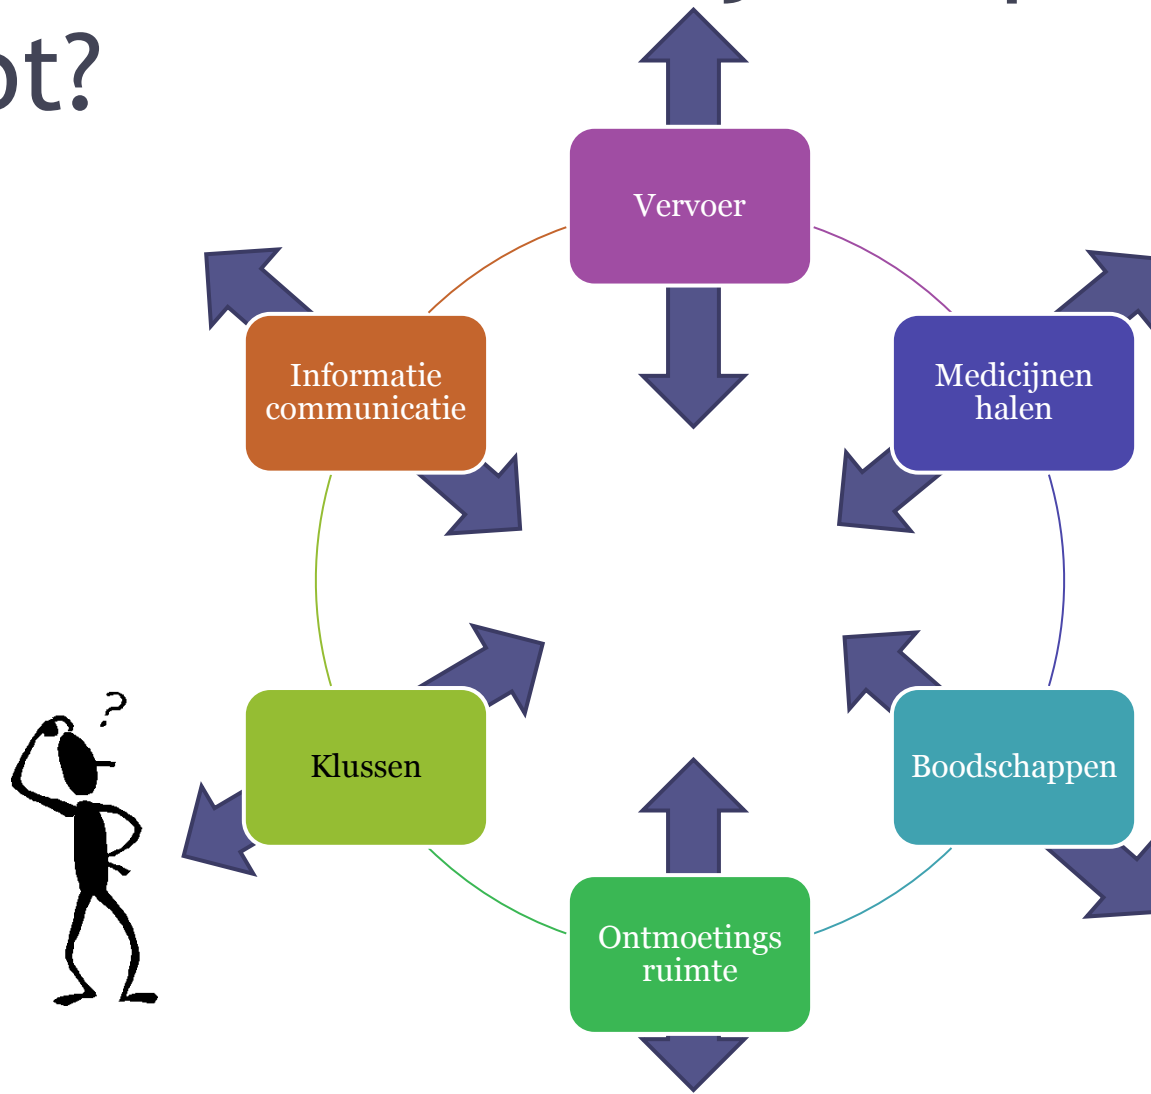 ot?
Vervoer
Informatie
communicatie
Medicijnen
halen
?
Klussen
Boodschappen
Ontmoetings
ruimte